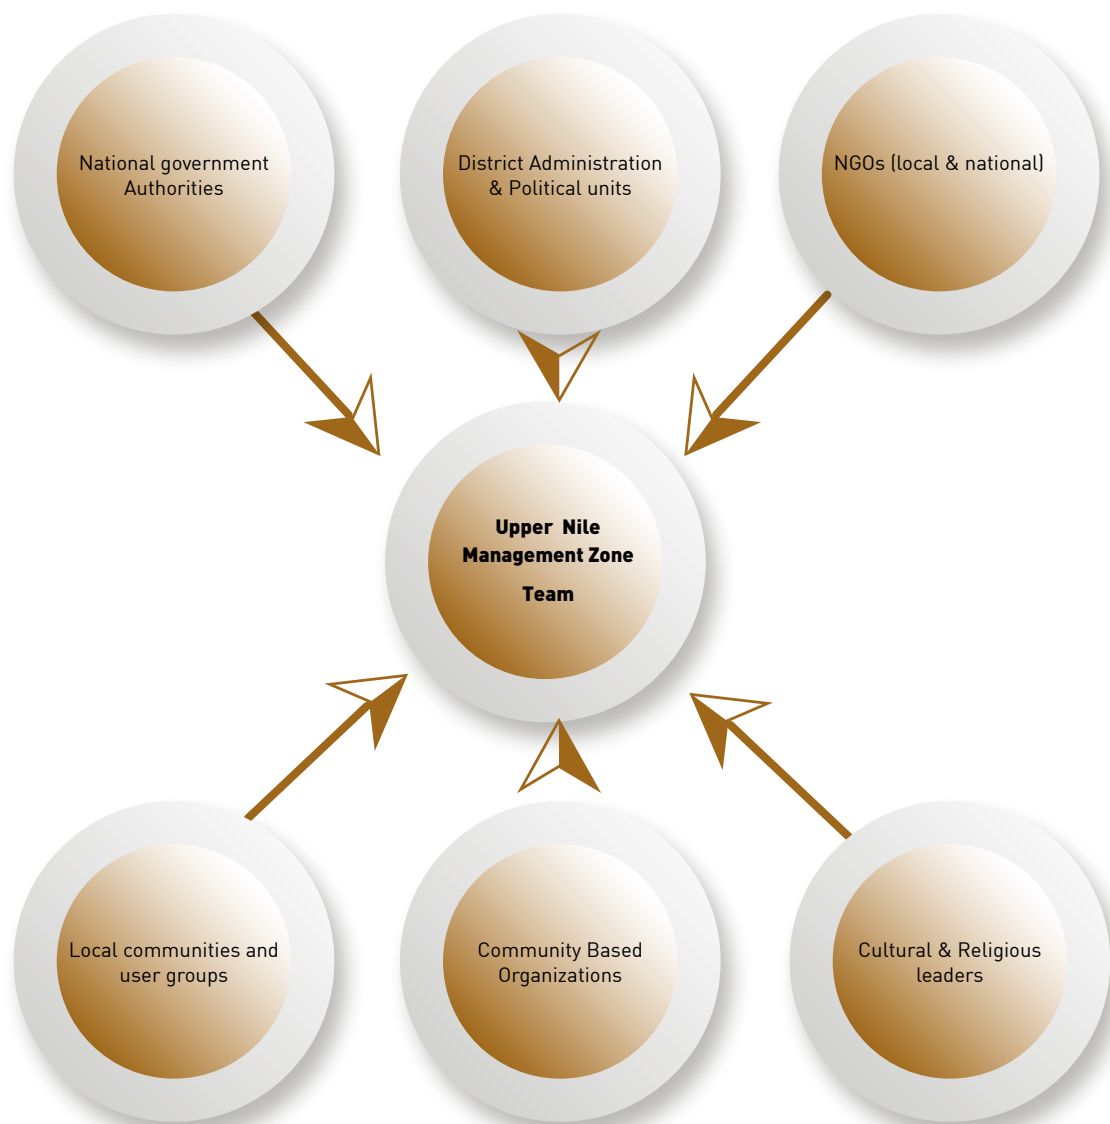 National government
Authorities
District Administration
& Political units
NGOs (local & national)
Upper Nile
Management Zone
Team
Local communities and
user groups
Community Based
Organizations
Cultural & Religious
leaders